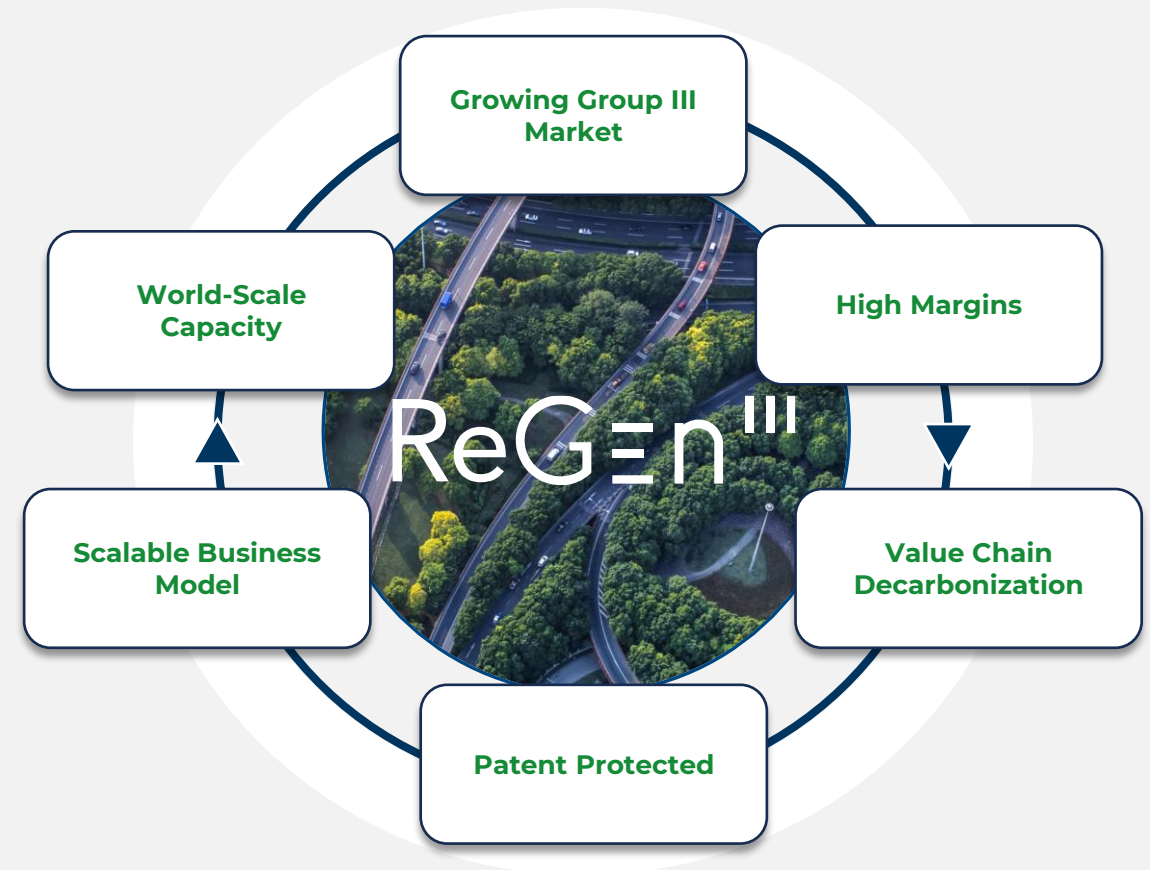 Growing Group III
Market
High Margins
World-Scale
Capacity
ReGen III
Scalable Business
Model
Value Chain
Decarbonization
Patent Protected